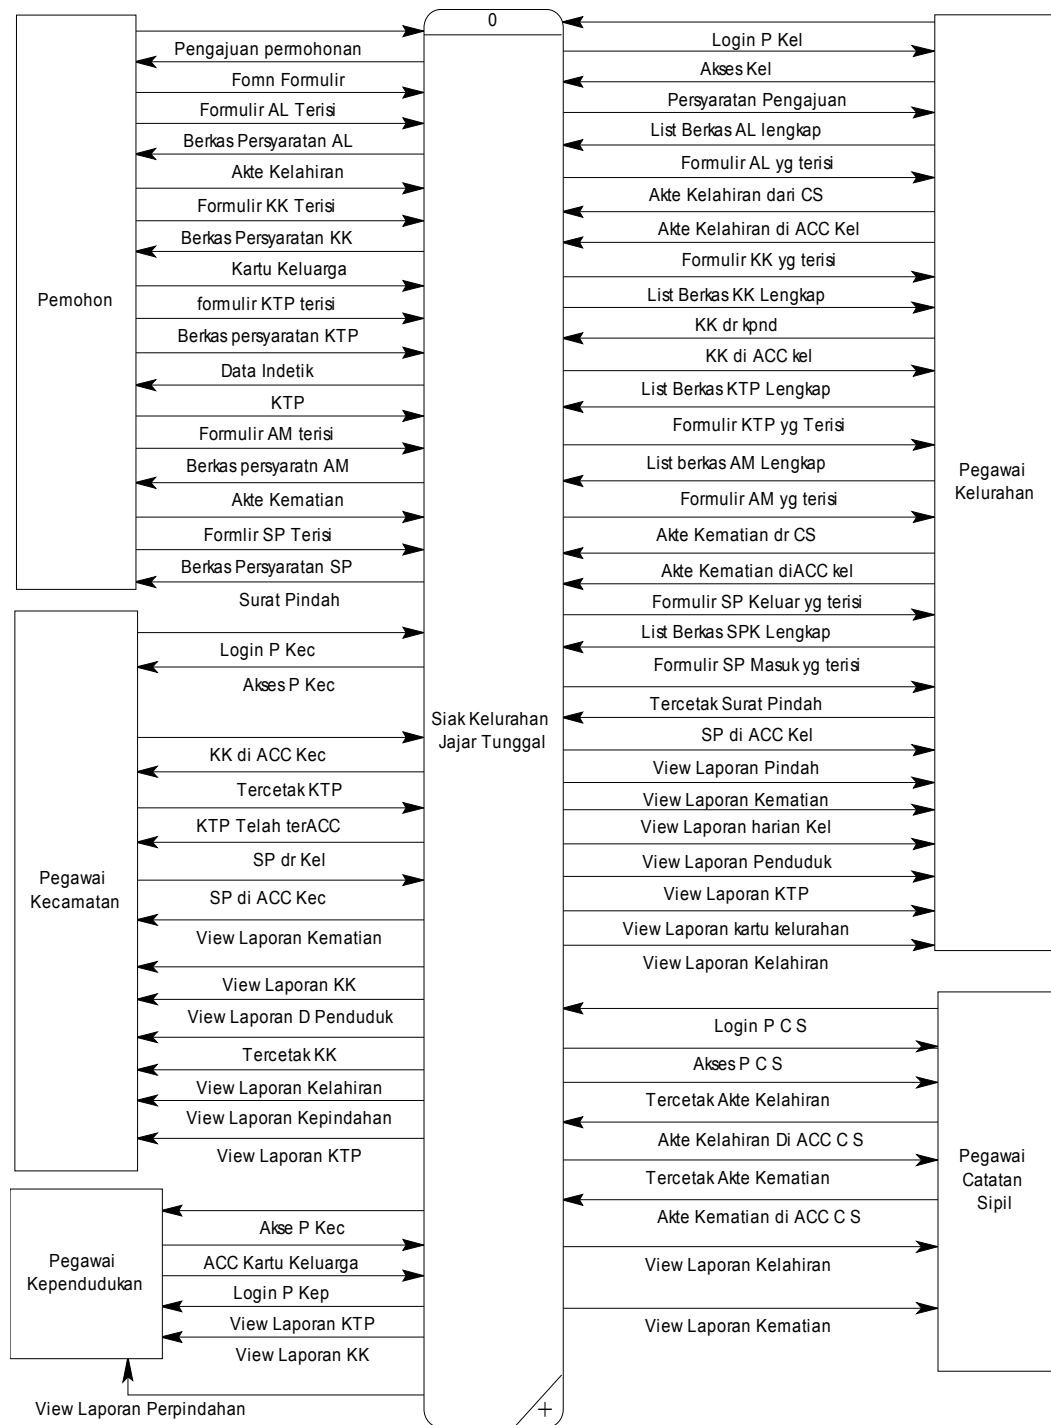 0
Pengajuan permohonan
Fomn Formulir
Formulir AL Terisi
Berkas Persyaratan AL
Akte Kelahiran
Formulir KK Terisi
Berkas Persyaratan KK
Kartu Keluarga
formulir KTP terisi
Berkas persyaratan KTP
Data Indetik
KTP
Formulir AM terisi
Berkas persyaratn AM
Akte Kematian
Formlir SP Terisi
Berkas Persyaratan SP
Surat Pindah
Pemohon
Login P Kec
Akses P Kec
KK di ACC Kec
Tercetak KTP
KTP Telah terACC
SP dr Kel
SP di ACC Kec
View Laporan Kematian
View Laporan KK
View Laporan D Penduduk
Tercetak KK
View Laporan Kelahiran
View Laporan Kepindahan
View Laporan KTP
Pegawai
Kecamatan
Akse P Kec
ACC Kartu Keluarga
Login P Kep
View Laporan KTP
View Laporan KK
View Laporan Perpindahan
Pegawai
Kependudukan
Siak Kelurahan
Jajar Tunggal
+
Login P Kel
Akses Kel
Persyaratan Pengajuan
List Berkas AL lengkap
Formulir AL yg terisi
Akte Kelahiran dari CS
Akte Kelahiran di ACC Kel
Formulir KK yg terisi
List Berkas KK Lengkap
KK dr kpnd
KK di ACC kel
List Berkas KTP Lengkap
Formulir KTP yg Terisi
List berkas AM Lengkap
Formulir AM yg terisi
Akte Kematian dr CS
Akte Kematian diACC kel
Formulir SP Keluar yg terisi
List Berkas SPK Lengkap
Formulir SP Masuk yg terisi
Tercetak Surat Pindah
SP di ACC Kel
View Laporan Pindah
View Laporan Kematian
View Laporan harian Kel
View Laporan Penduduk
View Laporan KTP
View Laporan kartu kelurahan
View Laporan Kelahiran
Pegawai
Kelurahan
Login P C S
Akses P C S
Tercetak Akte Kelahiran
Akte Kelahiran Di ACC C S
Tercetak Akte Kematian
Akte Kematian di ACC C S
View Laporan Kelahiran
View Laporan Kematian
Pegawai
Catatan
Sipil